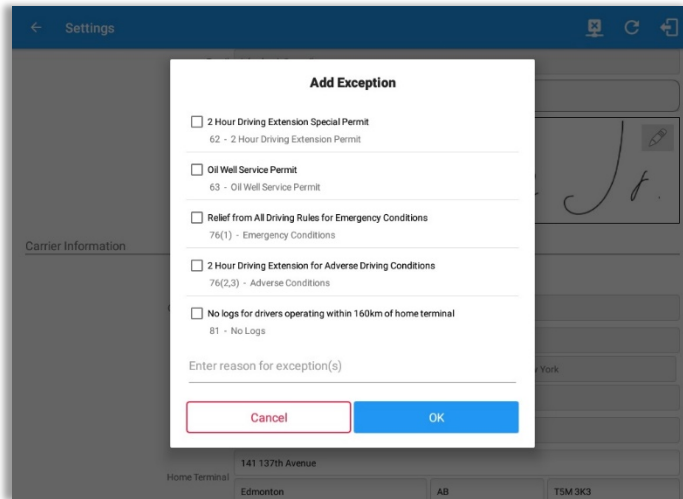 Settings
Add Exception
2 Hour Driving Extension Special Permit
62 - 2 Hour Driving Extension Permit
Oil Well Service Permit
63 - Oil Well Service Permit
Relief from All Driving Rules for Emergency Conditions
76(1) - Emergency Conditions
2 Hour Driving Extension for Adverse Driving Conditions
76(2,3) - Adverse Conditions
No logs for drivers operating within 160km of home terminal
81 - No Logs
Enter reason for exception(s)
Cancel OK
Carrier Information
York
141 137th Avenue
Home Terminal
Edmonton AB T5M 3K3